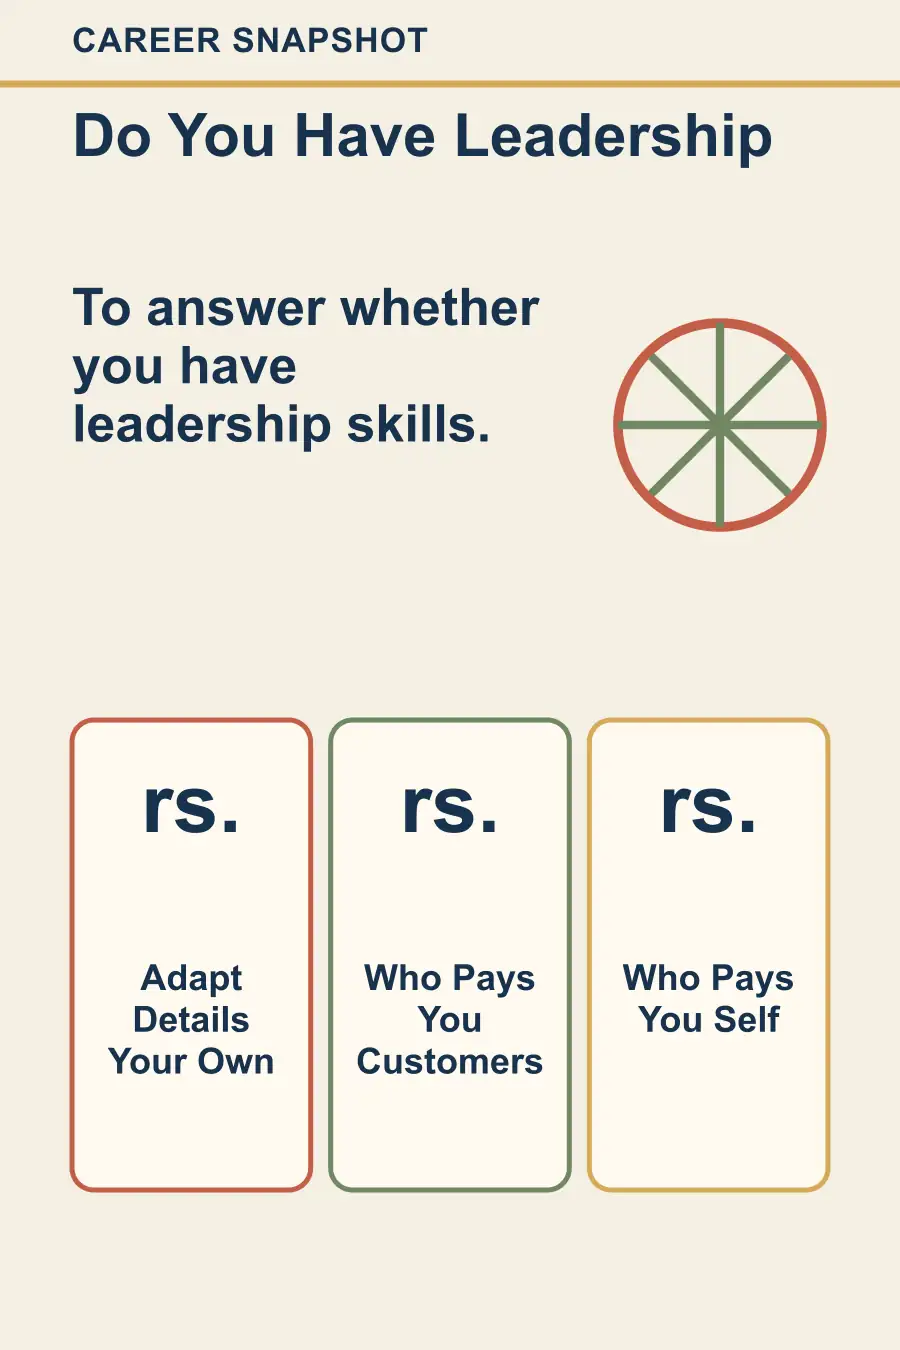 CAREER SNAPSHOT
Do You Have Leadership
To answer whether
you have
leadership skills.
rs.
Adapt
Details
Your Own
rs.
Who Pays
You
Customers
rs.
Who Pays
You Self